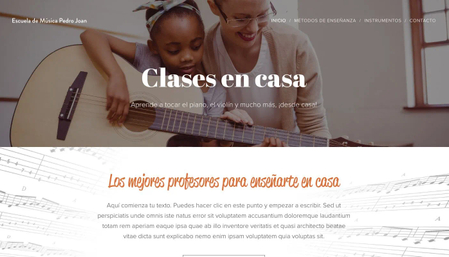 Escuela de Música Pedro Joan
INICIO / MÉTODOS DE ENSEÑANZA / INSTRUMENTOS / CONTACTO
Clases en casa
Aprende a tocar el piano, el violín y mucho más, ¡desde casa!
Los mejores profesores para enseñarte en casa
Aquí comienza tu texto. Puedes hacer clic en este punto y empezar a escribir. Sed ut
perspiciatis unde omnis iste natus error sit voluptatem accusantium doloremque laudantium
totam rem aperiam eaque ipsa quae ab illo inventore veritatis et quasi architecto beatae
vitae dicta sunt explicabo nemo enim ipsam voluptatem quia voluptas sit.